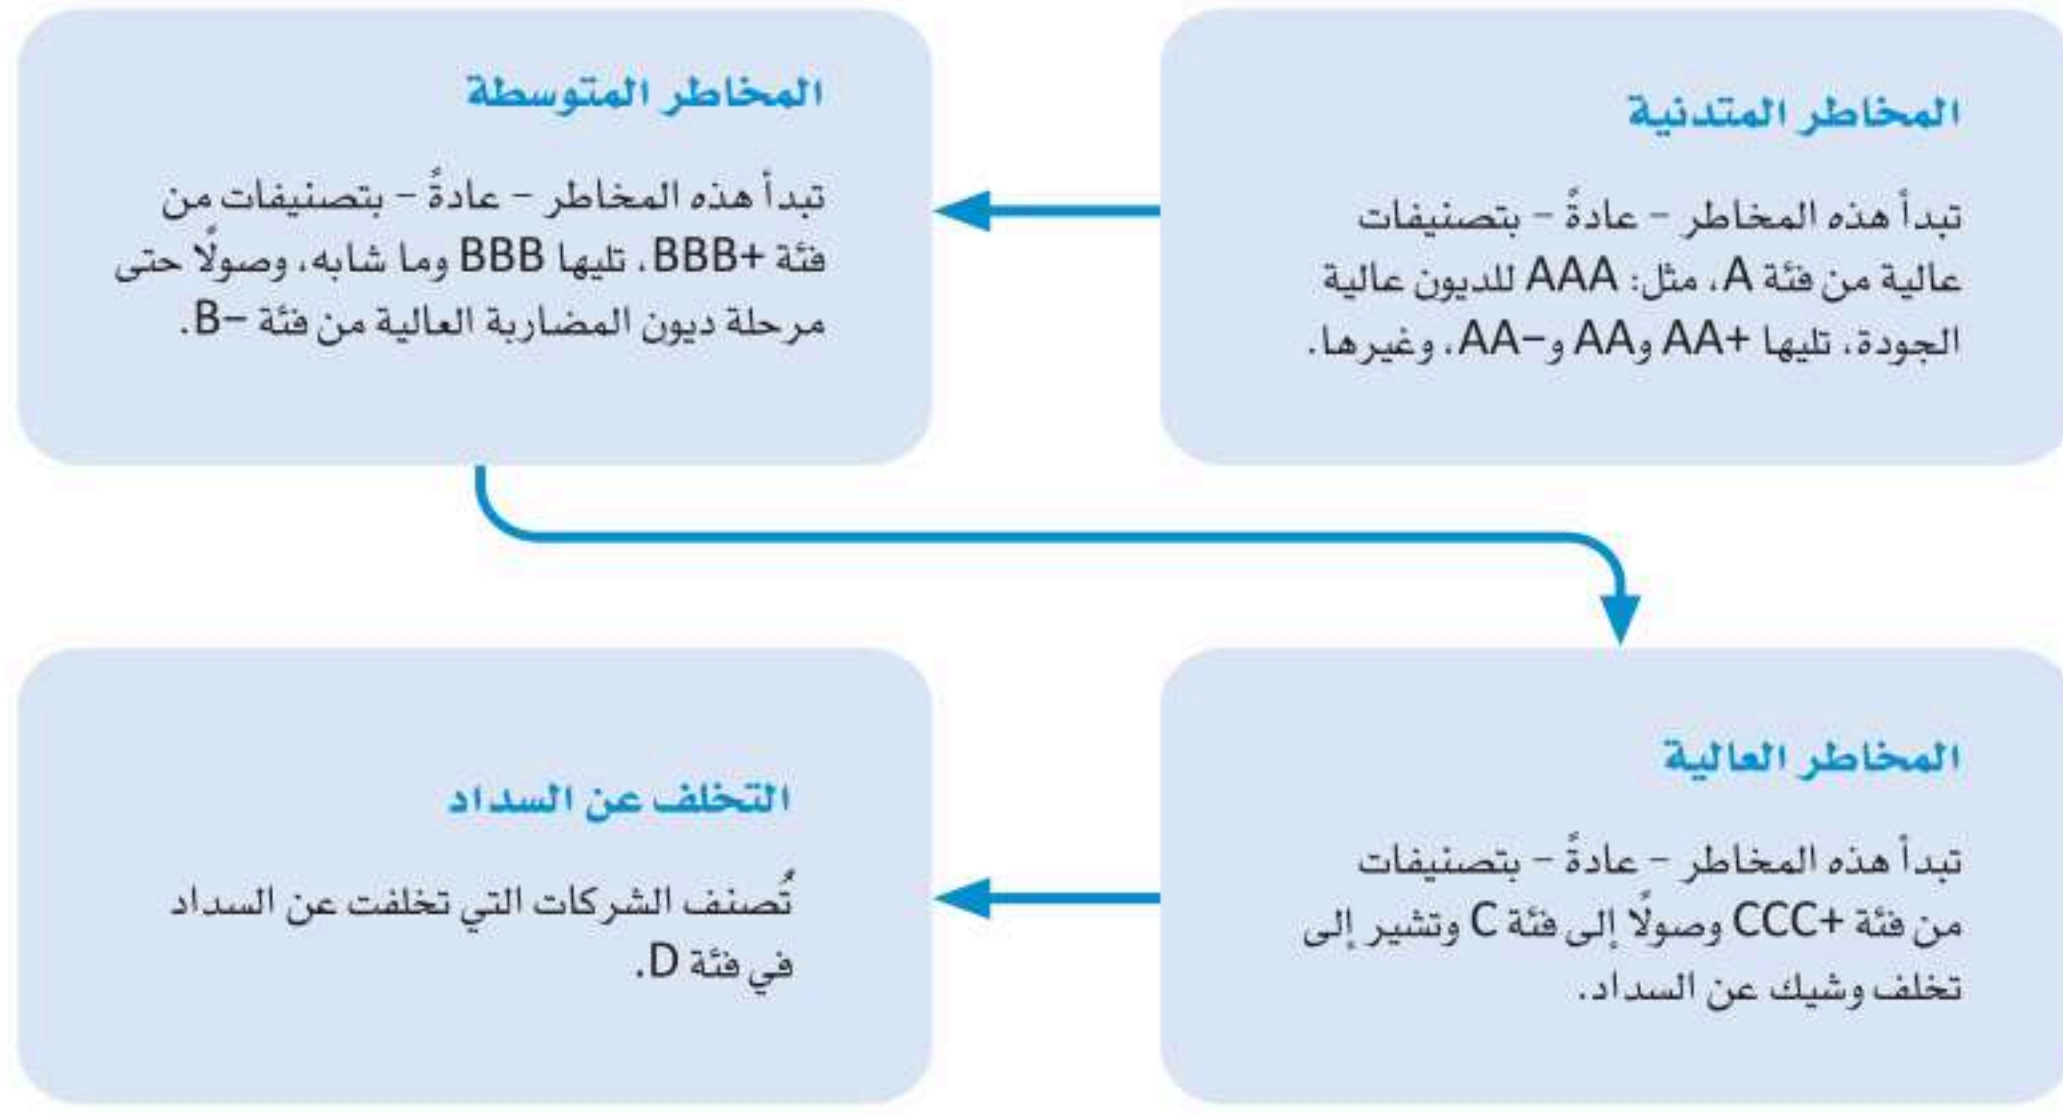 المخاطر المتدنية
تبدأ هذه المخاطر – عادةً – بتصنيفات
عالية من فئة A، مثل: AAA للديون عالية
الجودة، تليها +AA وAA و–AA، وغيرها.
المخاطر المتوسطة
تبدأ هذه المخاطر – عادةً – بتصنيفات من
فئة +BBB، تليها BBB وما شابه، وصولًا حتى
مرحلة ديون المضاربة العالية من فئة –B.
المخاطر العالية
تبدأ هذه المخاطر – عادةً – بتصنيفات
من فئة +CCC وصولًا إلى فئة C وتشير إلى
تخلف وشيك عن السداد.
التخلف عن السداد
تُصنف الشركات التي تخلفت عن السداد
في فئة D.